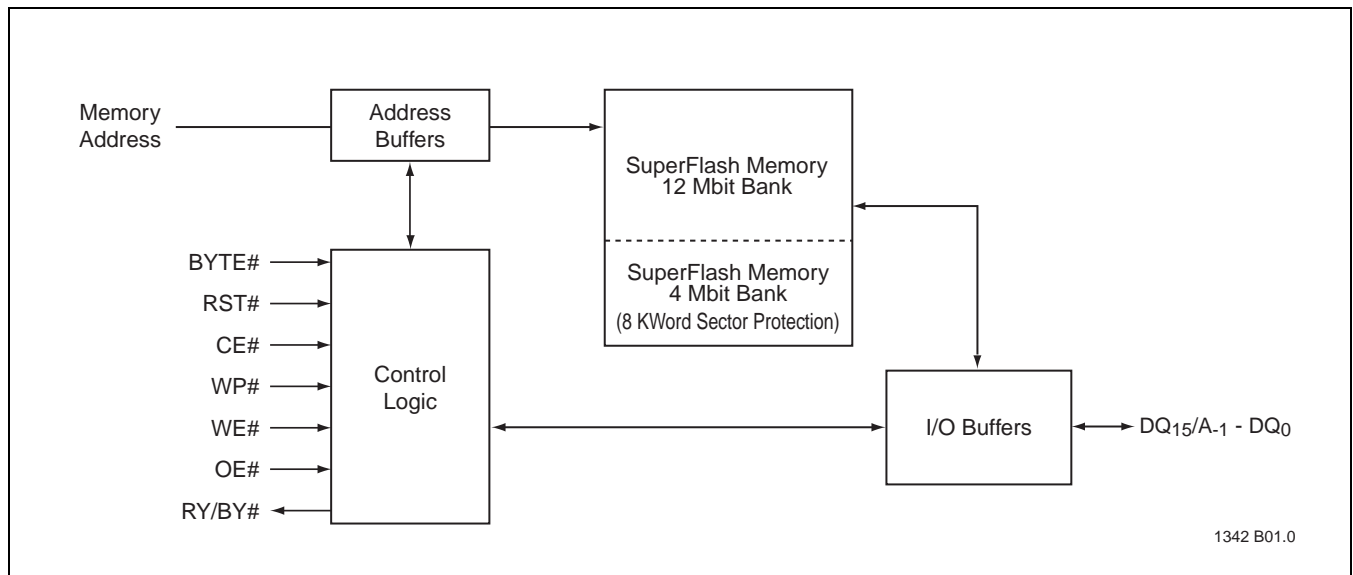 Memory
Address
Address
Buffers
SuperFlash Memory
12 Mbit Bank
SuperFlash Memory
4 Mbit Bank
(8 KWord Sector Protection)
BYTE#
RST#
CE#
WP#
WE#
OE#
RY/BY#
Control
Logic
I/O Buffers
DQ15/A-1 - DQ0
1342 B01.0